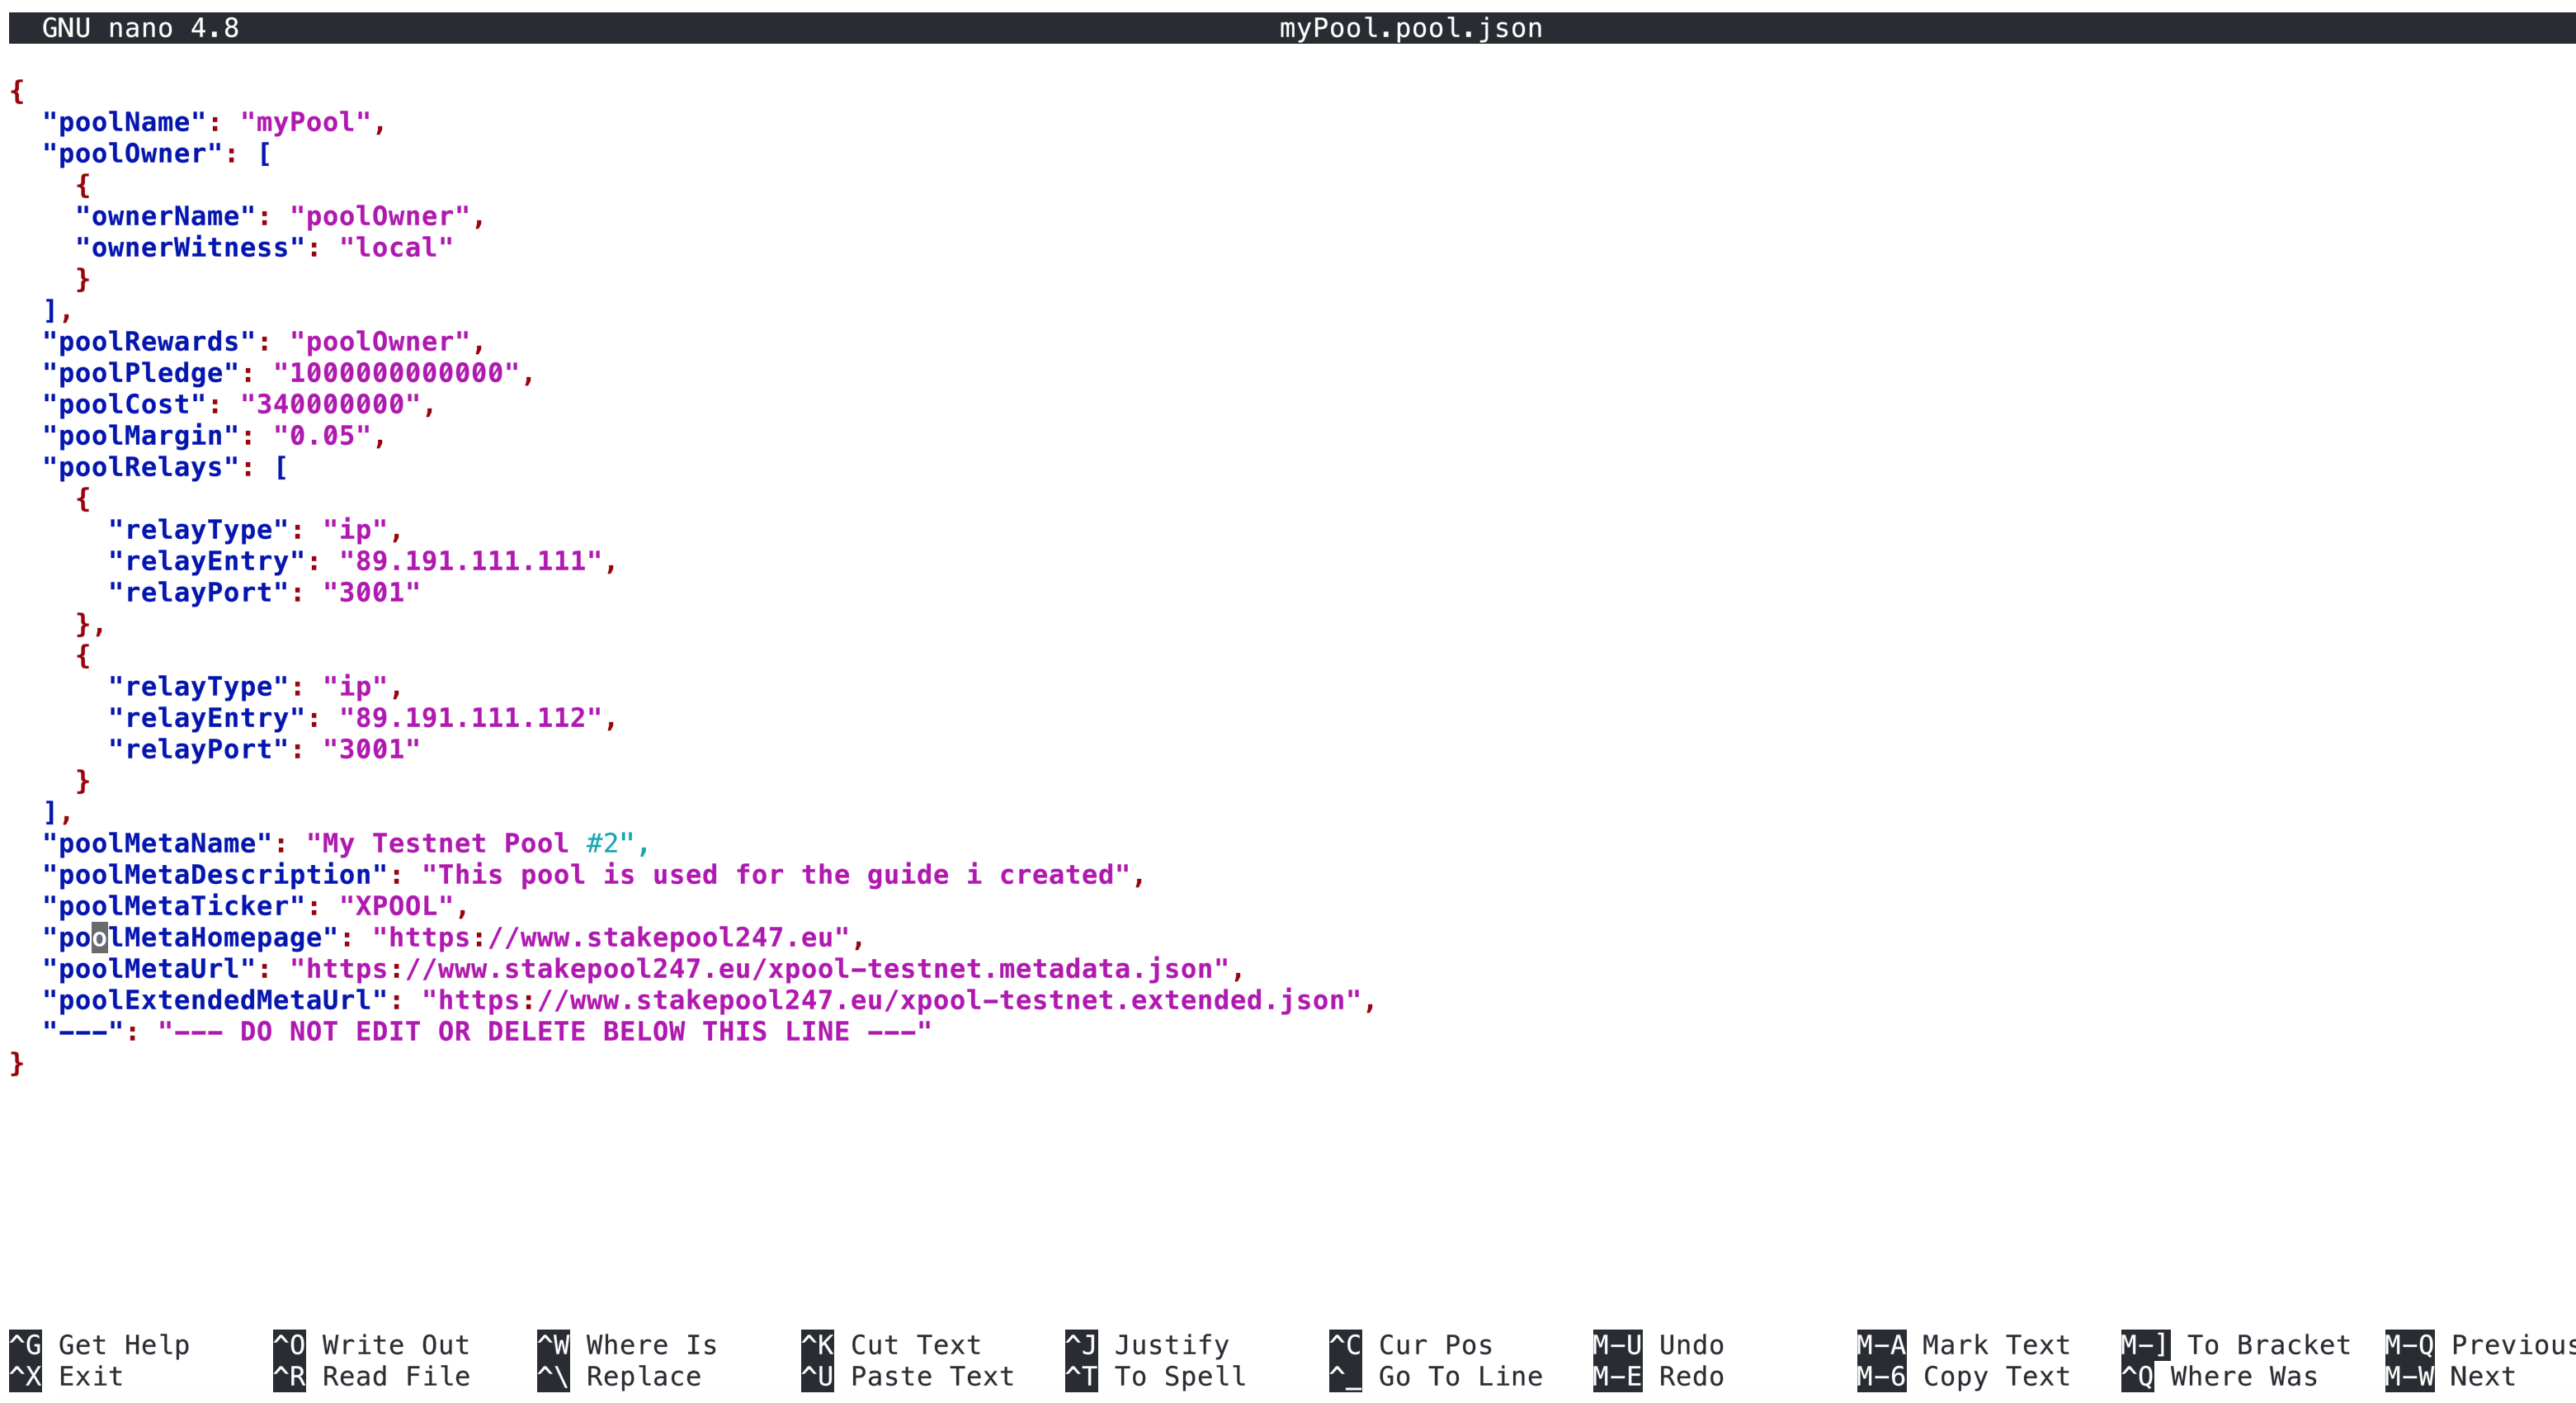 GNU nano 4.8 myPool.pool.json
{
  "poolName": "myPool",
  "poolOwner": [
    {
    "ownerName": "poolOwner",
    "ownerWitness": "local"
    }
  ],
  "poolRewards": "poolOwner",
  "poolPledge": "1000000000000",
  "poolCost": "340000000",
  "poolMargin": "0.05",
  "poolRelays": [
    {
      "relayType": "ip",
      "relayEntry": "89.191.111.111",
      "relayPort": "3001"
    },
    {
      "relayType": "ip",
      "relayEntry": "89.191.111.112",
      "relayPort": "3001"
    }
  ],
  "poolMetaName": "My Testnet Pool #2",
  "poolMetaDescription": "This pool is used for the guide i created",
  "poolMetaTicker": "XPOOL",
  "poolMetaHomepage": "https://www.stakepool247.eu",
  "poolMetaUrl": "https://www.stakepool247.eu/xpool-testnet.metadata.json",
  "poolExtendedMetaUrl": "https://www.stakepool247.eu/xpool-testnet.extended.json",
  "---": "--- DO NOT EDIT OR DELETE BELOW THIS LINE ---"
}
^G Get Help ^O Write Out ^W Where Is ^K Cut Text ^J Justify ^C Cur Pos M-U Undo M-A Mark Text M-] To Bracket M-Q Previous
^X Exit ^R Read File ^\ Replace ^U Paste Text ^T To Spell ^_ Go To Line M-E Redo M-6 Copy Text ^Q Where Was M-W Next